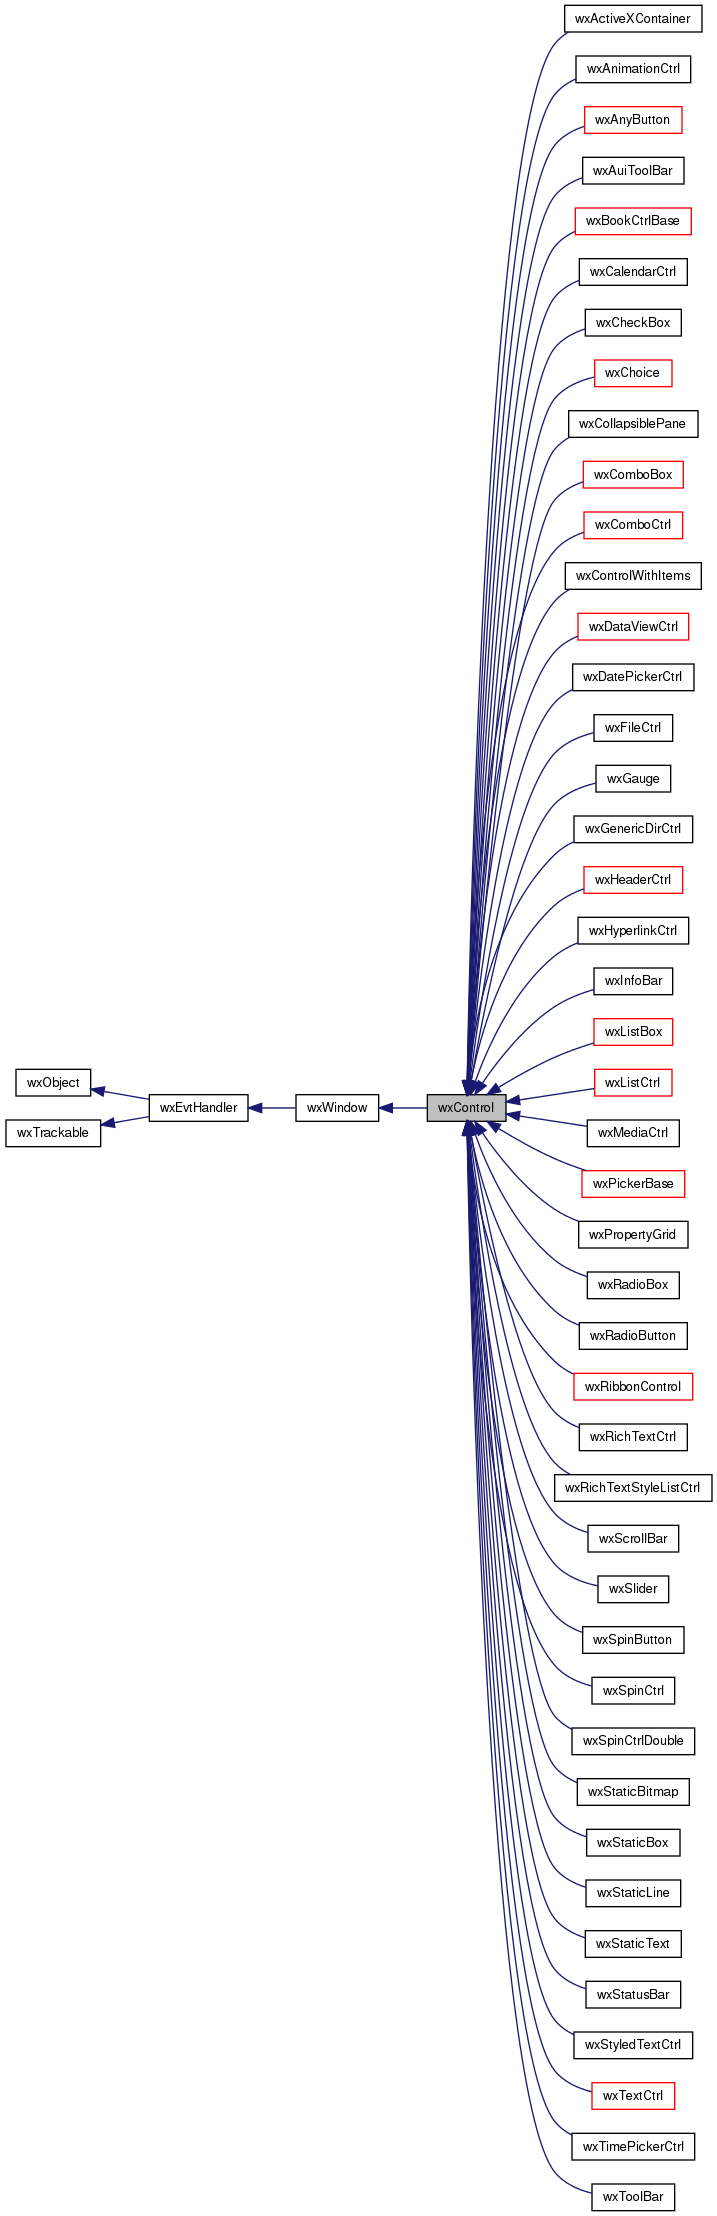 wxActiveXContainer
wxAnimationCtrl
wxAnyButton
wxAuiToolBar
wxBookCtrlBase
wxCalendarCtrl
wxCheckBox
wxChoice
wxCollapsiblePane
wxComboBox
wxComboCtrl
wxControlWithItems
wxDataViewCtrl
wxDatePickerCtrl
wxFileCtrl
wxGauge
wxGenericDirCtrl
wxHeaderCtrl
wxHyperlinkCtrl
wxInfoBar
wxListBox
wxObject
wxListCtrl
wxEvtHandler
wxWindow
wxControl
wxTrackable
wxMediaCtrl
wxPickerBase
wxPropertyGrid
wxRadioBox
wxRadioButton
wxRibbonControl
wxRichTextCtrl
wxRichTextStyleListCtrl
wxScrollBar
wxSlider
wxSpinButton
wxSpinCtrl
wxSpinCtrlDouble
wxStaticBitmap
wxStaticBox
wxStaticLine
wxStaticText
wxStatusBar
wxStyledTextCtrl
wxTextCtrl
wxTimePickerCtrl
wxToolBar